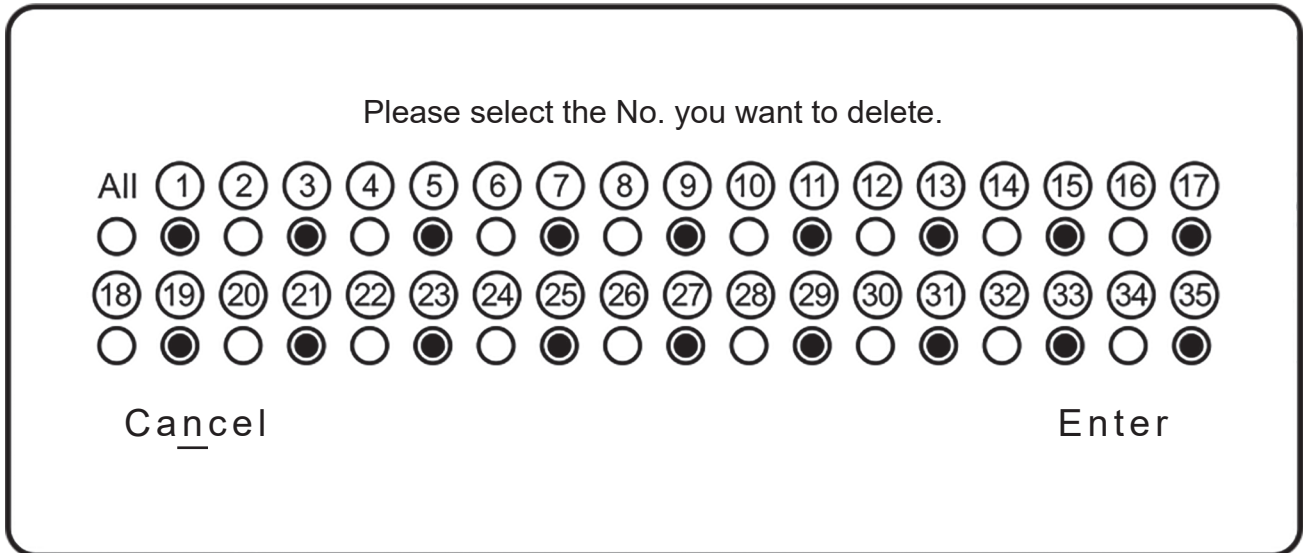 Please select the No. you want to delete.
All 1 2 3 4 5 6 7 8 9 10 11 12 13 14 15 16 17
18 19 20 21 22 23 24 25 26 27 28 29 30 31 32 33 34 35
Cancel Enter